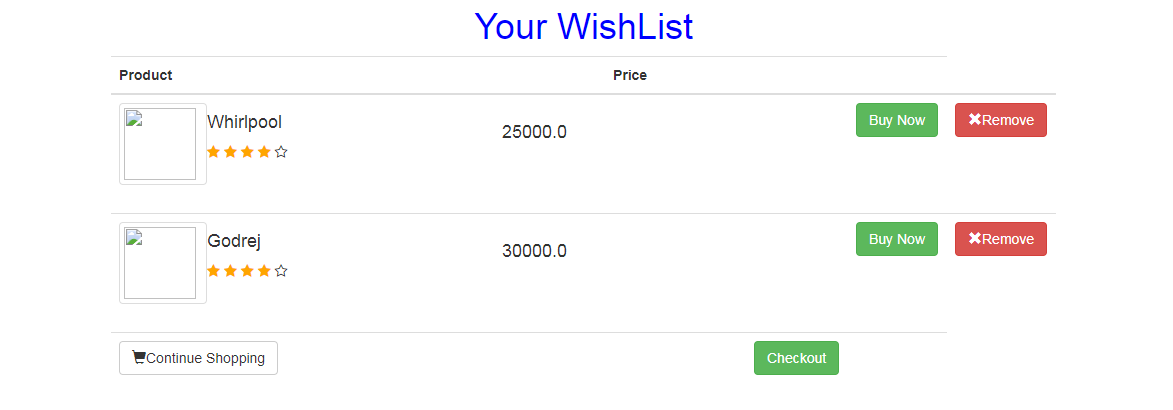 Your WishList
Product Price
Whirlpool 25000.0 Buy Now Remove
Godrej 30000.0 Buy Now Remove
Continue Shopping Checkout